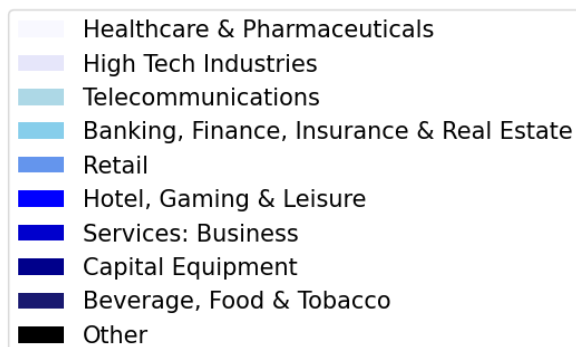 Healthcare & Pharmaceuticals
High Tech Industries
Telecommunications
Banking, Finance, Insurance & Real Estate
Retail
Hotel, Gaming & Leisure
Services: Business
Capital Equipment
Beverage, Food & Tobacco
Other